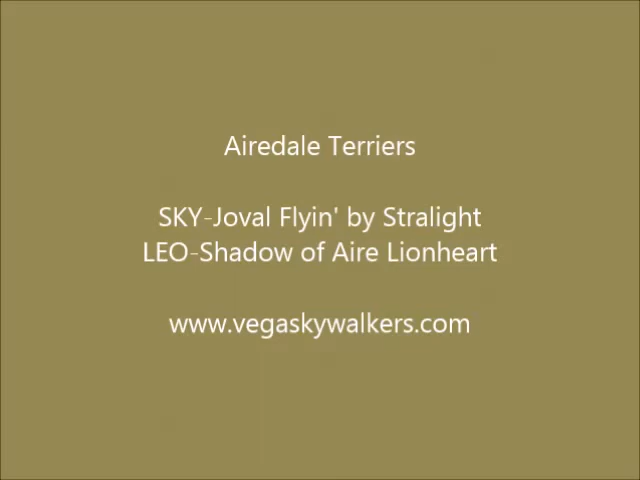 Airedale Terriers
SKY-Joval Flyin' by Stralight
LEO-Shadow of Aire Lionheart
www.vegaskywalkers.com